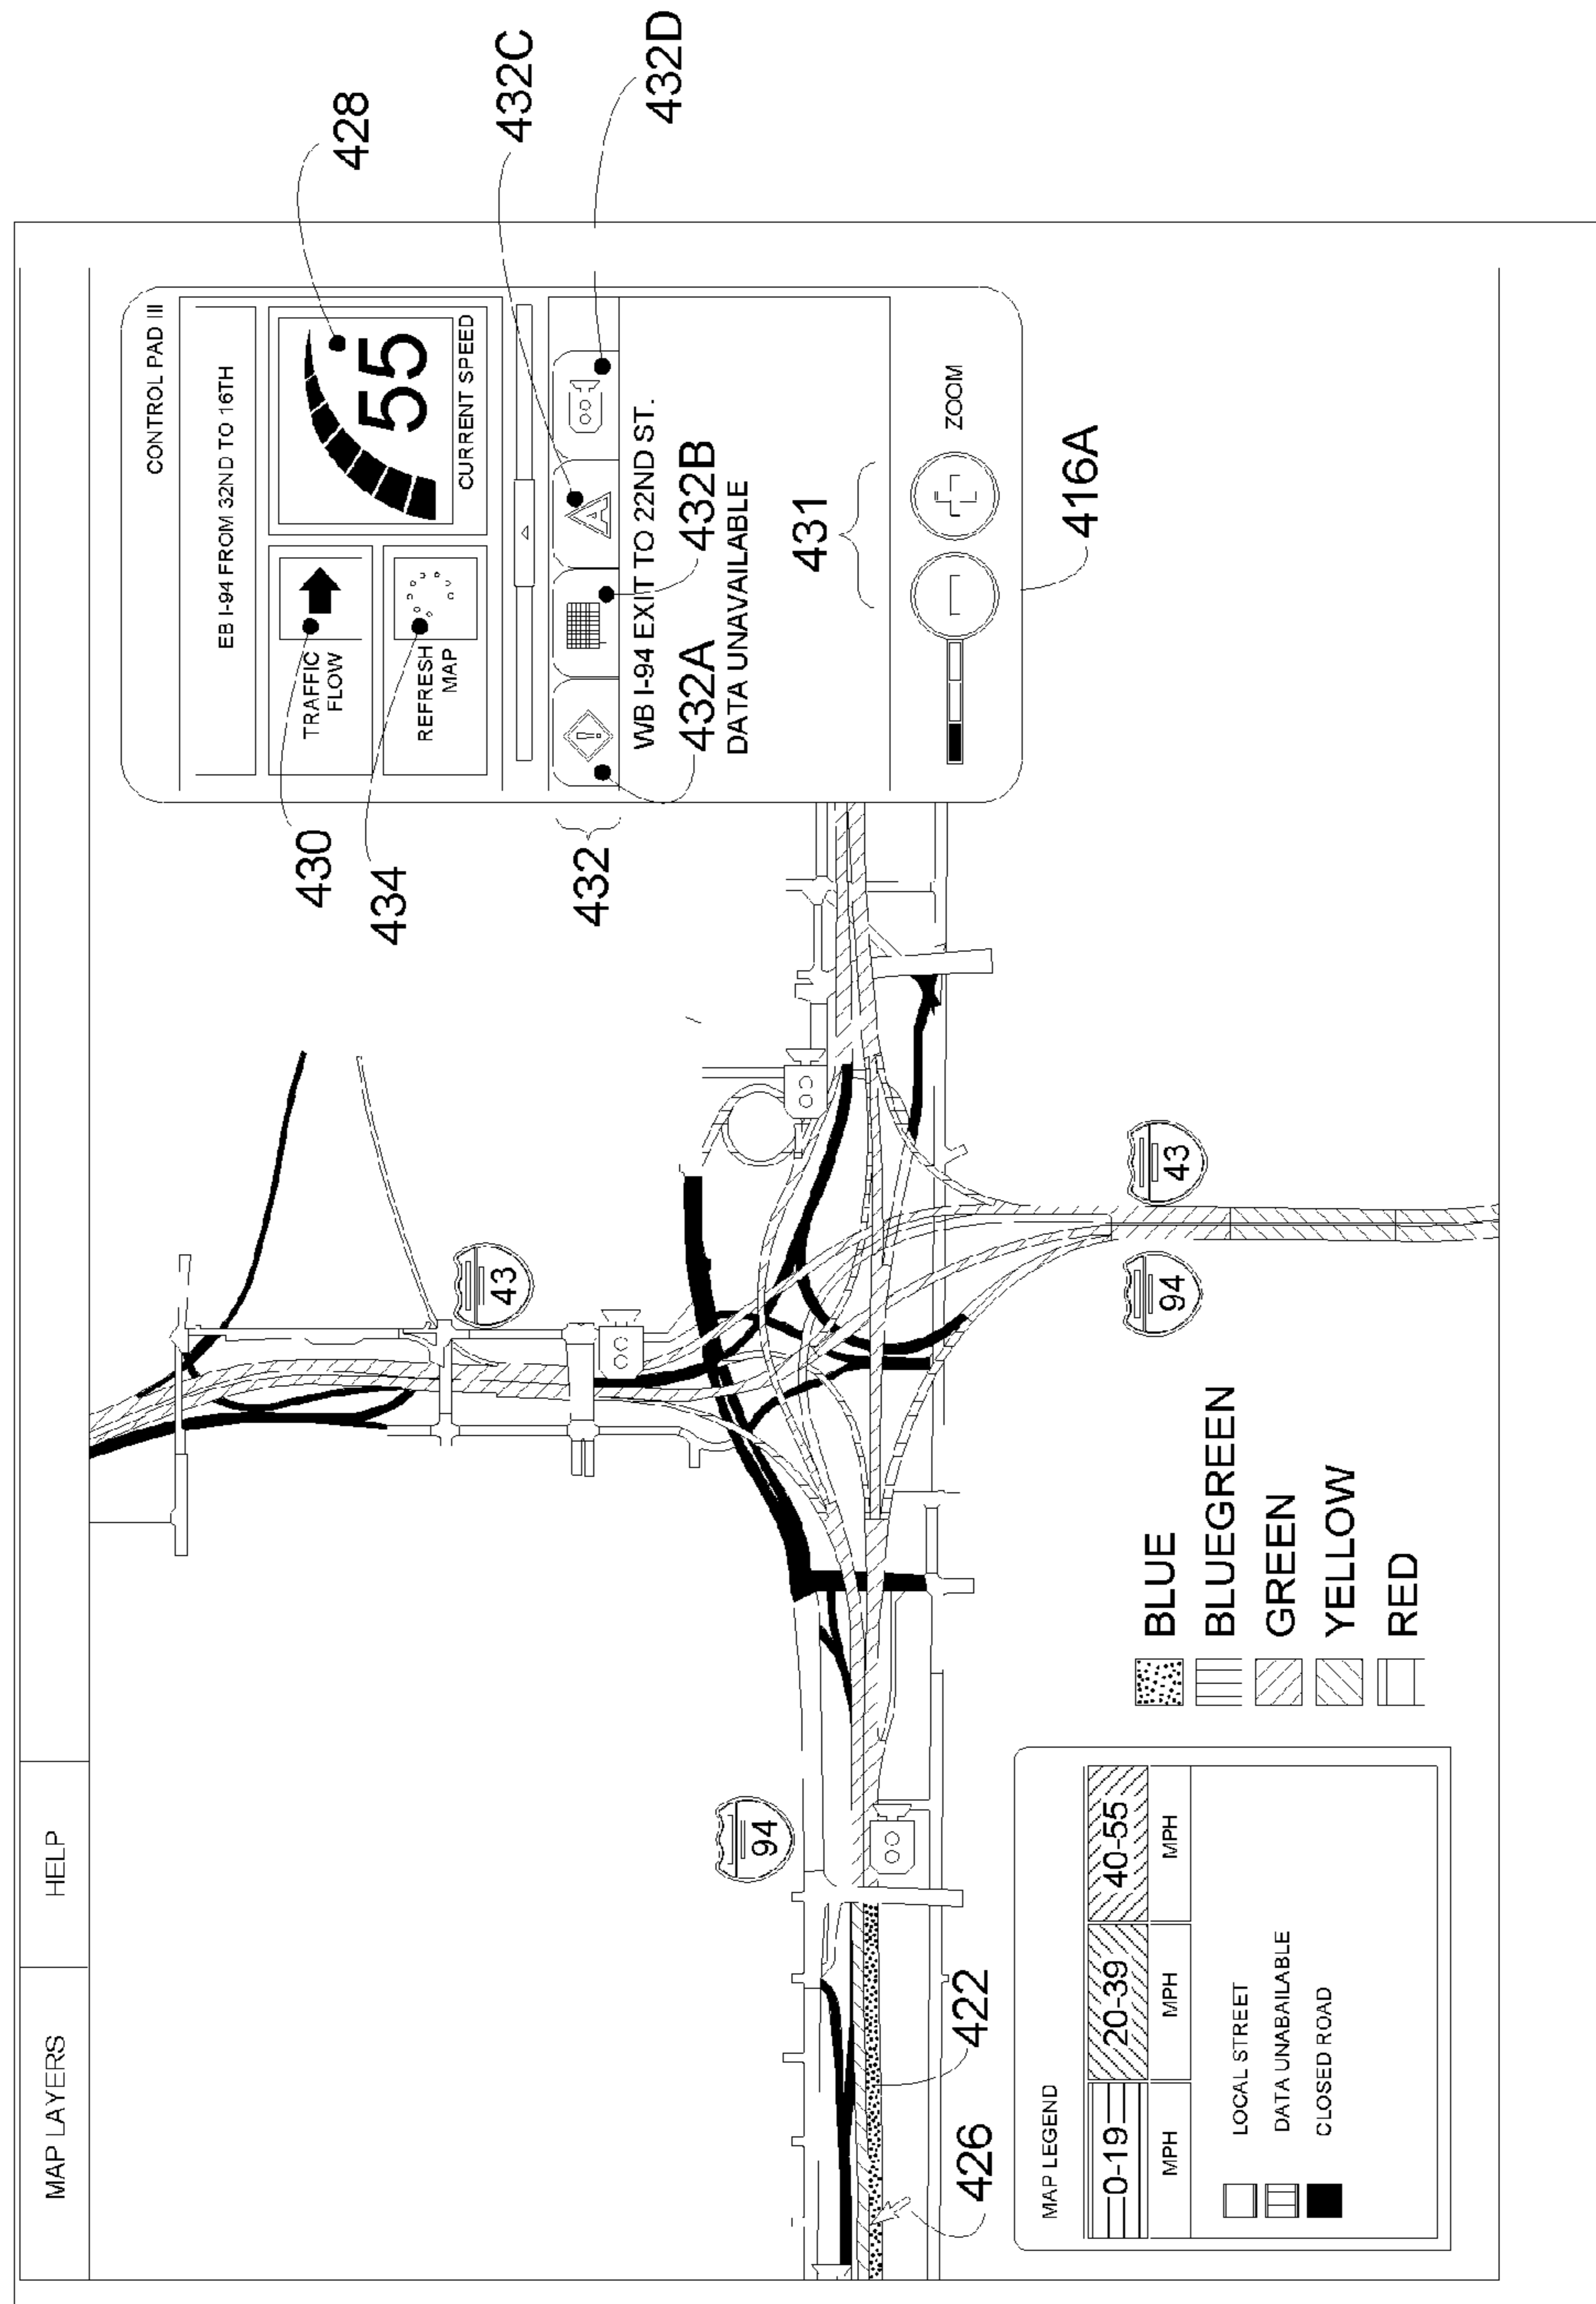 MAP LAYERS
HELP
CONTROL PAD III
EB I-94 FROM 32ND TO 16TH
TRAFFIC
FLOW
REFRESH
MAP
55
CURRENT SPEED
428
430
434
432
432C
432D
WB I-94 EXIT TO 22ND ST.
432A
432B
DATA UNAVAILABLE
431
ZOOM
416A
43
94
43
94
422
426
MAP LEGEND
0-19
20-39
40-55
MPH
MPH
MPH
LOCAL STREET
DATA UNABAILABLE
CLOSED ROAD
BLUE
BLUEGREEN
GREEN
YELLOW
RED